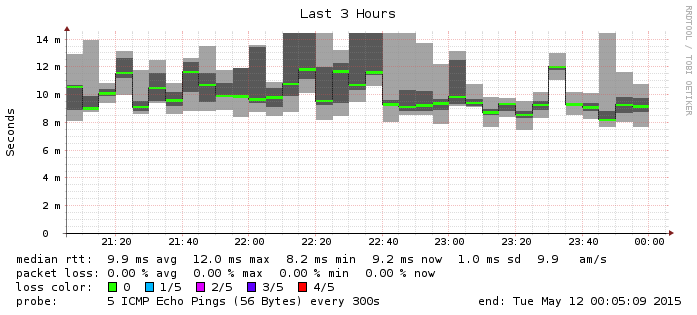 Last 3 Hours
RRDTOOL / TOBI OETIKER
Seconds
14 m
12 m
10 m
8 m
6 m
4 m
2 m
0
21:20 21:40 22:00 22:20 22:40 23:00 23:20 23:40 00:00
median rtt: 9.9 ms avg 12.0 ms max 8.2 ms min 9.2 ms now 1.0 ms sd 9.9 am/s
packet loss: 0.00 % avg 0.00 % max 0.00 % min 0.00 % now
loss color: 0 1/5 2/5 3/5 4/5
probe: 5 ICMP Echo Pings (56 Bytes) every 300s end: Tue May 12 00:05:09 2015